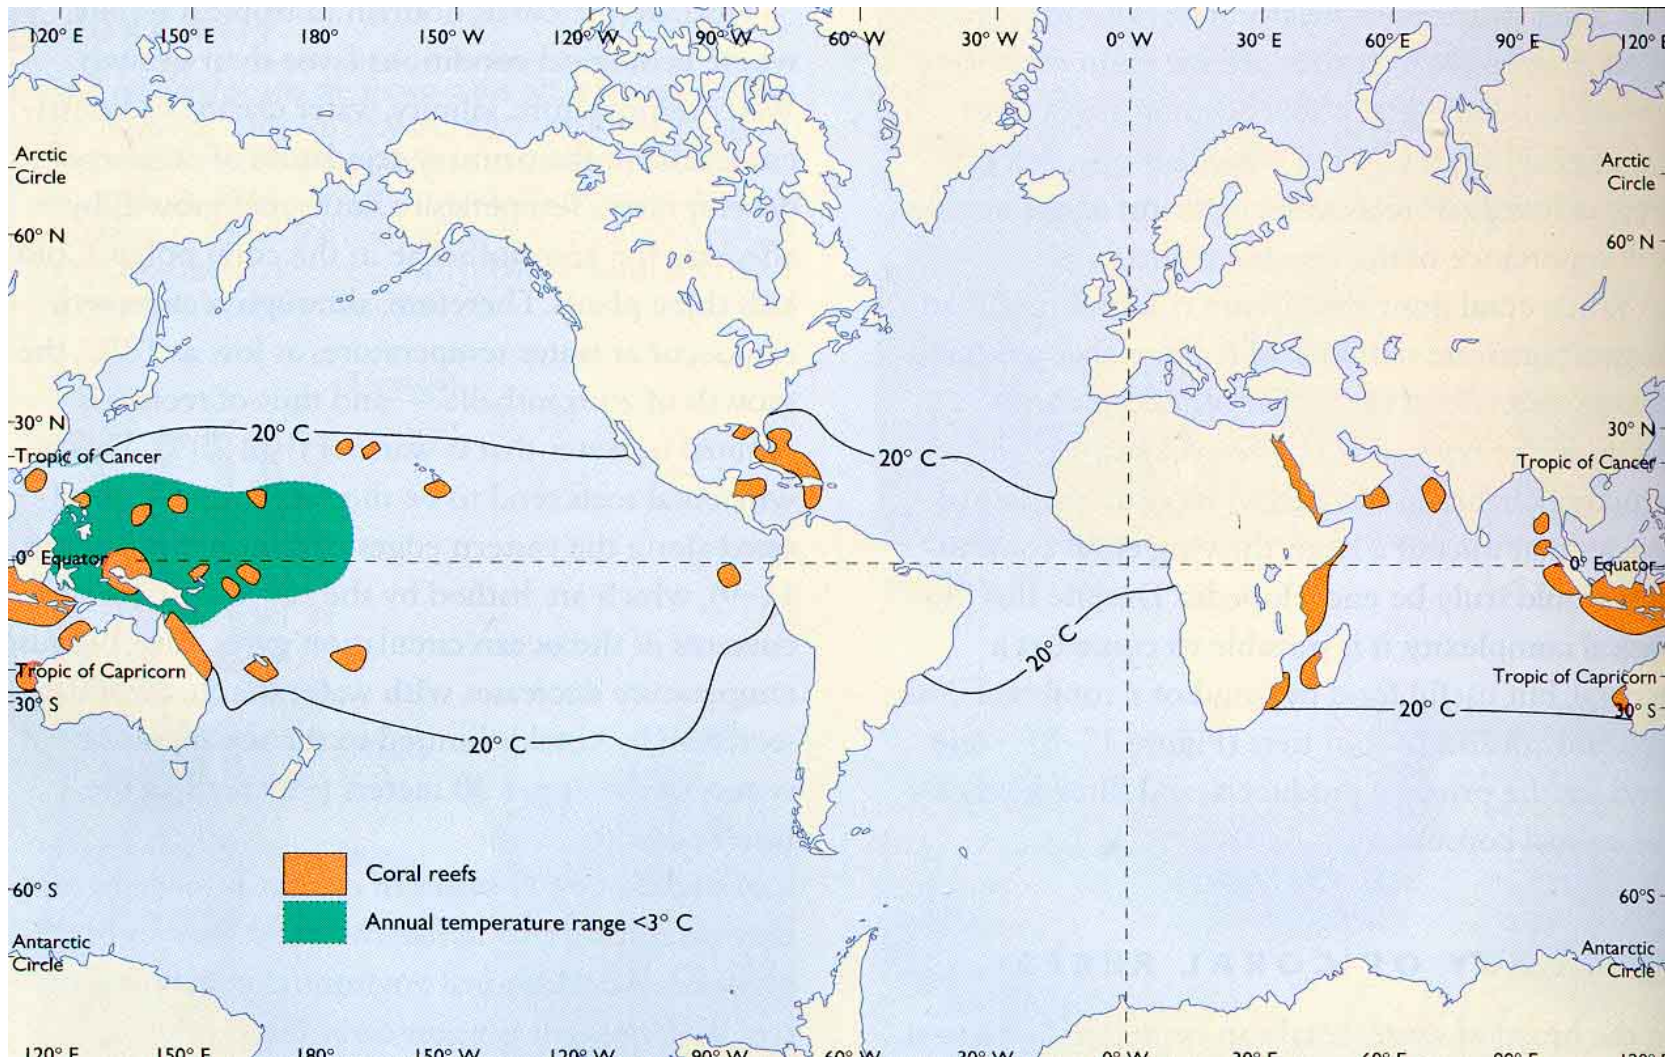 120° E 150° E 180° 150° W 120° W 90° W 60° W 30° W 0° W 30° E 60° E 90° E 120° E
Arctic
Circle
Arctic
Circle
60° N
60° N
30° N
30° N
20° C
20° C
Tropic of Cancer
Tropic of Cancer
0° Equator
0° Equator
20° C
Tropic of Capricorn
Tropic of Capricorn
30° S
30° S
20° C
20° C
Coral reefs
Annual temperature range <3° C
60° S
60° S
Antarctic
Circle
Antarctic
Circle
120° E 150° E 180° 150° W 120° W 90° W 60° W 30° W 0° W 30° E 60° E 90° E